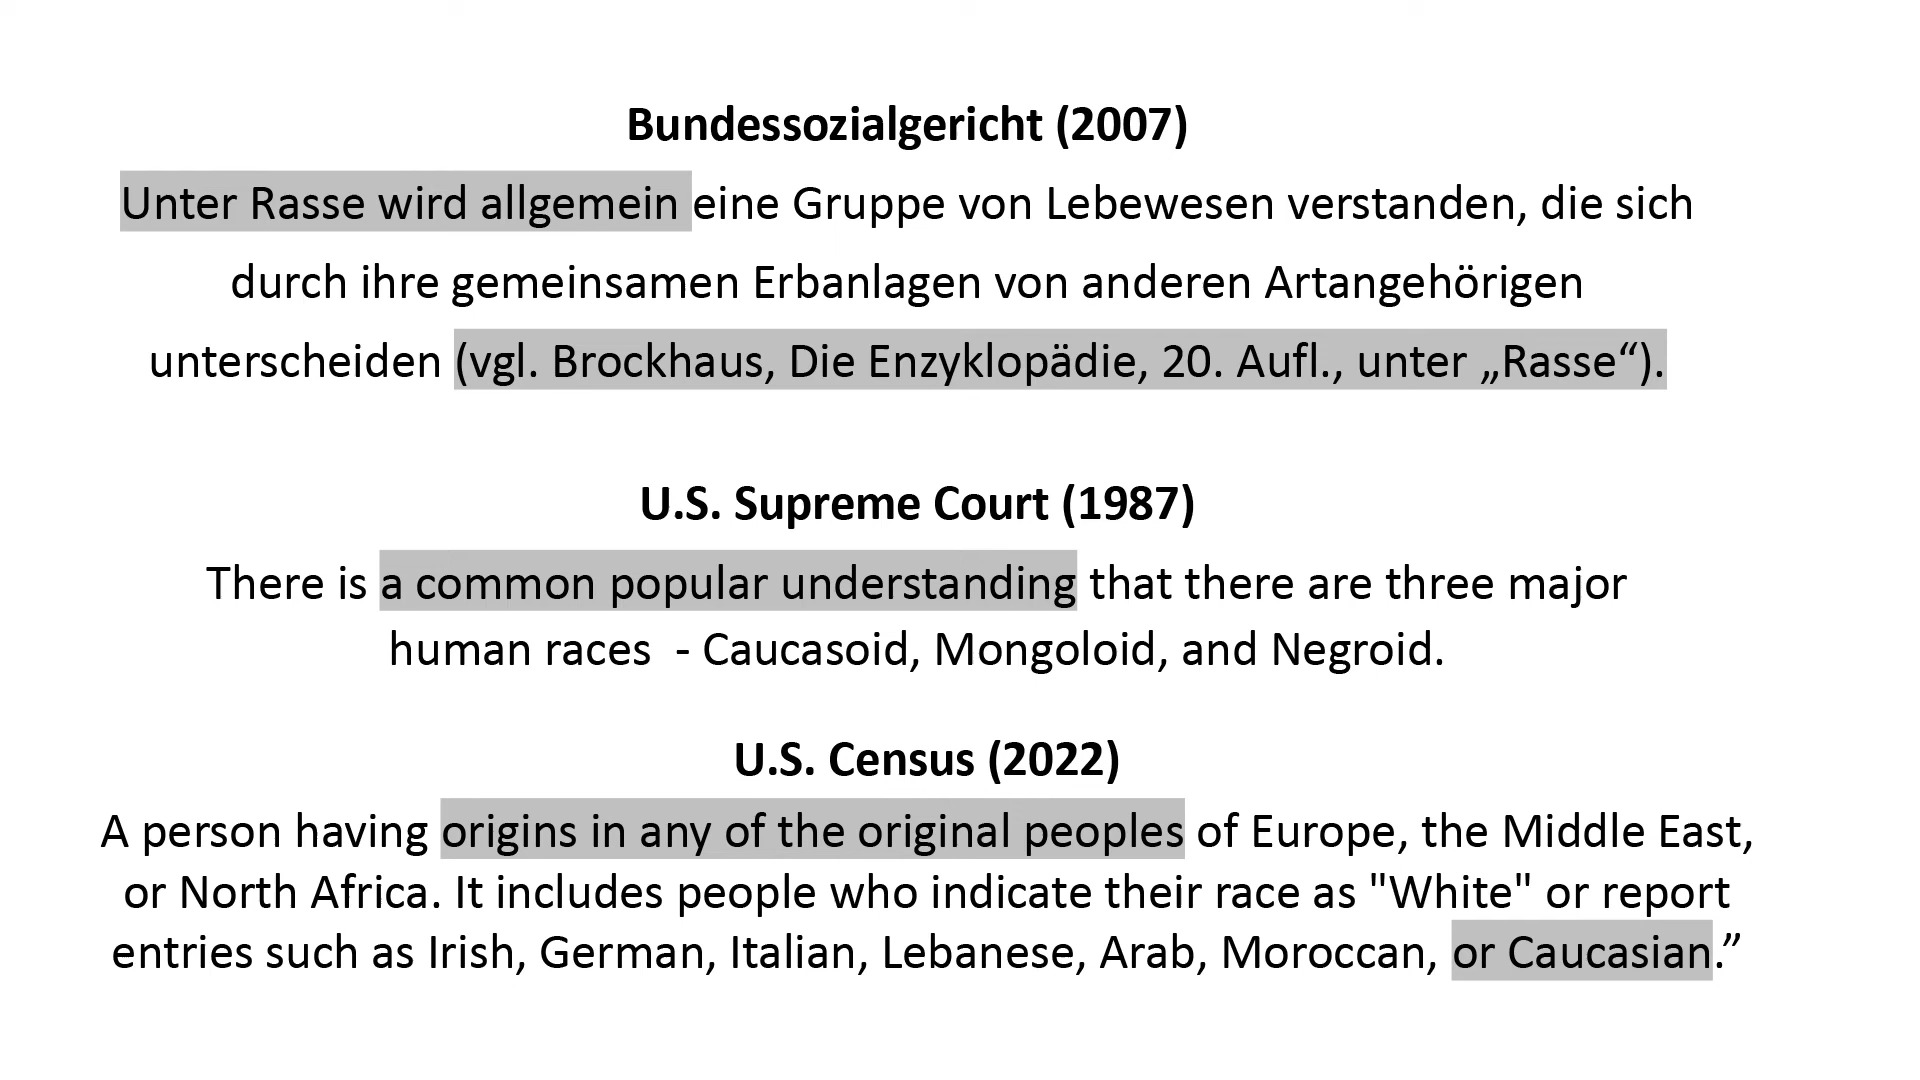 Bundessozialgericht (2007)
Unter Rasse wird allgemein eine Gruppe von Lebewesen verstanden, die sich
durch ihre gemeinsamen Erbanlagen von anderen Artangehörigen
unterscheiden (vgl. Brockhaus, Die Enzyklopädie, 20. Aufl., unter „Rasse“).
U.S. Supreme Court (1987)
There is a common popular understanding that there are three major
human races  - Caucasoid, Mongoloid, and Negroid.
U.S. Census (2022)
A person having origins in any of the original peoples of Europe, the Middle East,
or North Africa. It includes people who indicate their race as "White" or report
entries such as Irish, German, Italian, Lebanese, Arab, Moroccan, or Caucasian.”